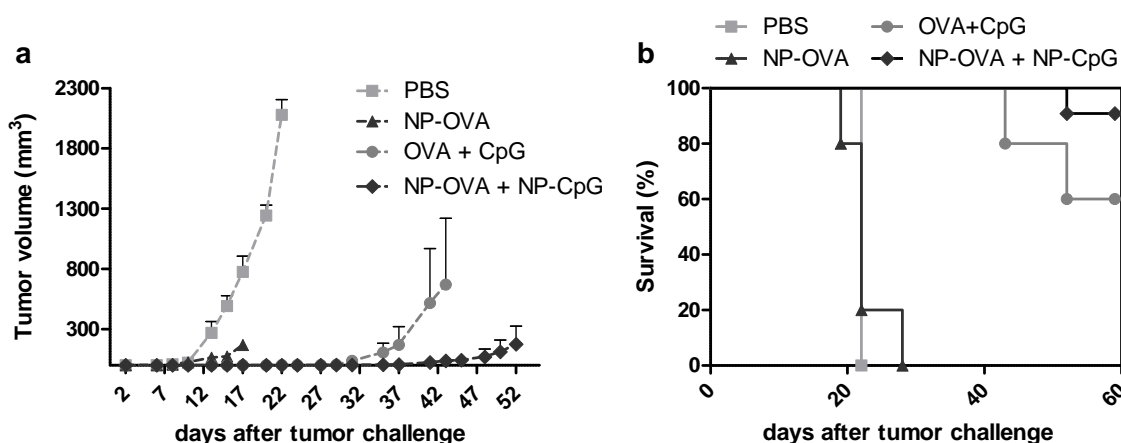 a
2300
1800
1300
800
300
Tumor volume (mm³)
2 7 12 17 22 27 32 37 42 47 52
days after tumor challenge
PBS
NP-OVA
OVA + CpG
NP-OVA + NP-CpG
b
PBS
OVA+CpG
NP-OVA
NP-OVA + NP-CpG
100
80
60
40
20
0
Survival (%)
0 20 40 60
days after tumor challenge